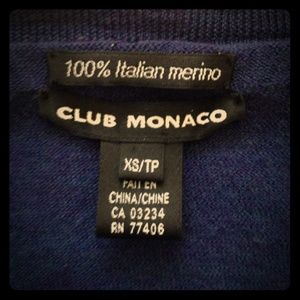 100% Italian merino
CLUB MONACO
XS/TP
FAIT EN
CHINA/CHINE
CA 03234
RN 77406